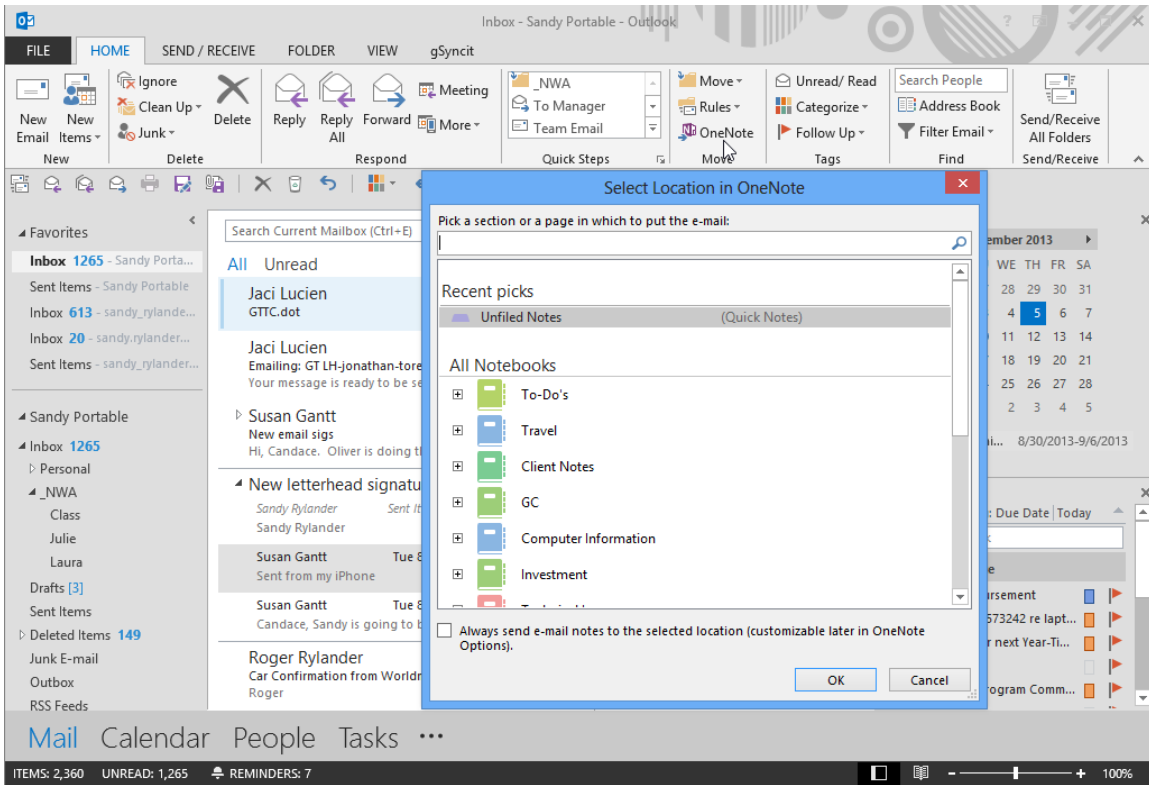 Inbox - Sandy Portable - Outlook
FILE HOME SEND / RECEIVE FOLDER VIEW gSyncit
New Email
New Items
Ignore
Clean Up
Junk
Delete
Reply
Reply All
Forward
Meeting
More
_NWA
To Manager
Team Email
Move
Rules
OneNote
Unread/ Read
Categorize
Follow Up
Search People
Address Book
Filter Email
Send/Receive All Folders
New Delete Respond Quick Steps Move Tags Find Send/Receive
Favorites
Inbox 1265 - Sandy Porta...
Sent Items - Sandy Portable
Inbox 613 - sandy_rylande...
Inbox 20 - sandy.rylander...
Sent Items - sandy_rylander...
Sandy Portable
Inbox 1265
Personal
_NWA
Class
Julie
Laura
Drafts [3]
Sent Items
Deleted Items 149
Junk E-mail
Outbox
RSS Feeds
Search Current Mailbox (Ctrl+E)
All Unread
Jaci Lucien
GTTC.dot
Jaci Lucien
Emailing: GT LH-jonathan-tore
Your message is ready to be se
Susan Gantt
New email sigs
Hi, Candace. Oliver is doing tl
New letterhead signatu
Sandy Rylander Sent It
Sandy Rylander
Susan Gantt Tue 8
Sent from my iPhone
Susan Gantt Tue 8
Candace, Sandy is going to b
Roger Rylander
Car Confirmation from Worldr
Roger
Select Location in OneNote
Pick a section or a page in which to put the e-mail:
Recent picks
Unfiled Notes (Quick Notes)
All Notebooks
To-Do's
Travel
Client Notes
GC
Computer Information
Investment
Always send e-mail notes to the selected location (customizable later in OneNote
Options).
OK Cancel
ember 2013
WE TH FR SA
28 29 30 31
4 5 6 7
11 12 13 14
18 19 20 21
25 26 27 28
2 3 4 5
8/30/2013-9/6/2013
: Due Date Today
ursement
573242 re lapt...
r next Year-Ti...
ogram Comm...
Mail Calendar People Tasks •••
ITEMS: 2,360 UNREAD: 1,265 REMINDERS: 7 100%